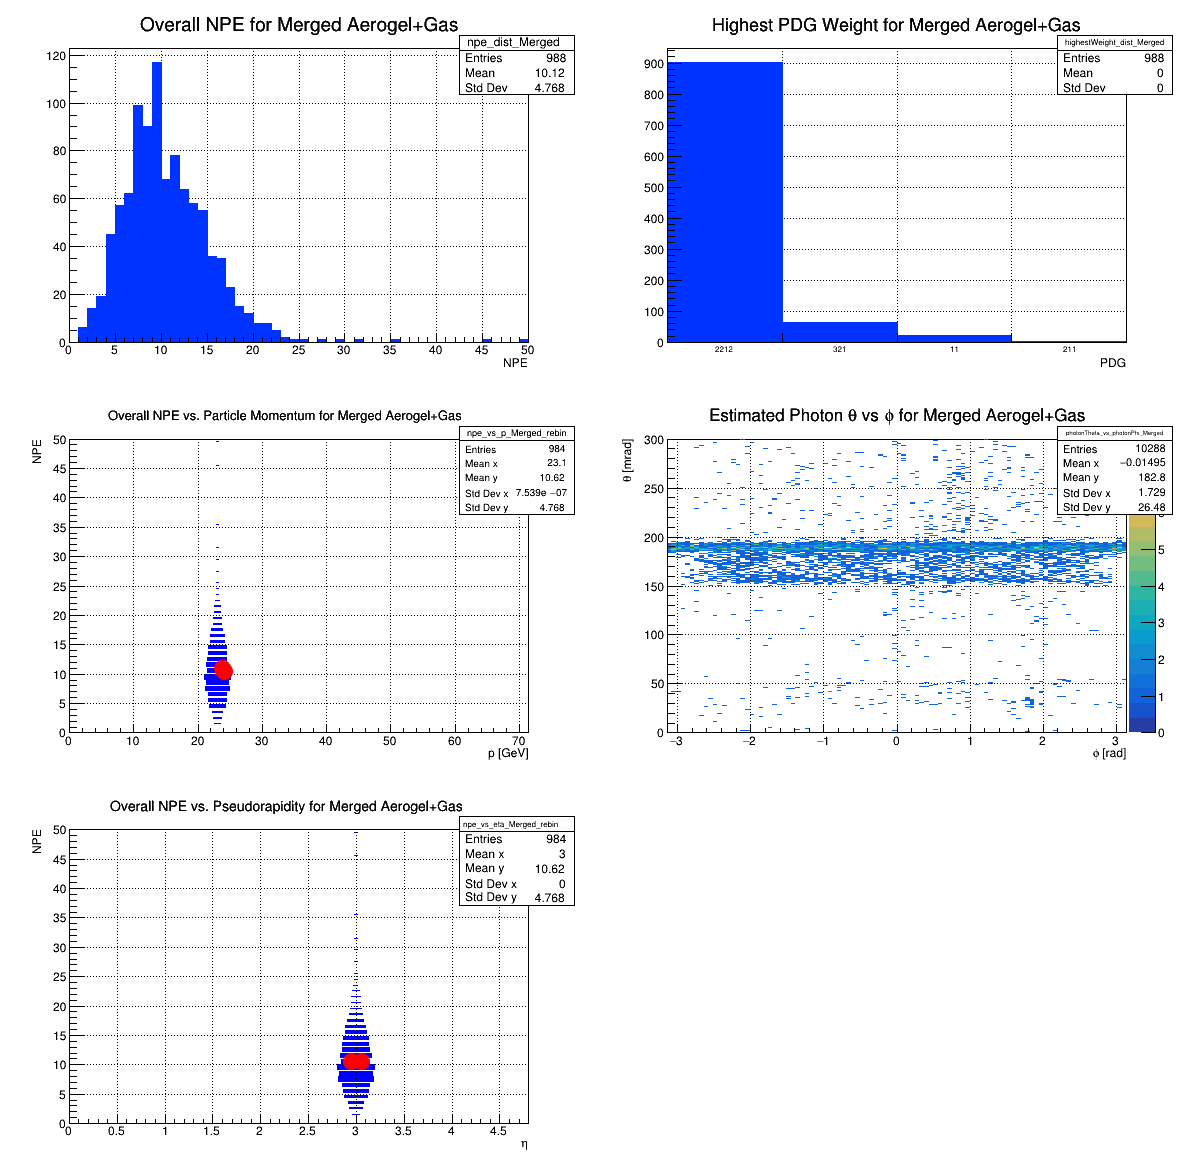 Overall NPE for Merged Aerogel+Gas
npe_dist_Merged
Entries 988
Mean 10.12
Std Dev 4.768
120
100
80
60
40
20
0
0 5 10 15 20 25 30 35 40 45 50
NPE
Highest PDG Weight for Merged Aerogel+Gas
highestWeight_dist_Merged
Entries 988
Mean 0
Std Dev 0
900
800
700
600
500
400
300
200
100
0
2212 321 11 211
PDG
Overall NPE vs. Particle Momentum for Merged Aerogel+Gas
npe_vs_p_Merged_rebin
Entries 984
Mean x 23.1
Mean y 10.62
Std Dev x 7.539e −07
Std Dev y 4.768
NPE
50
45
40
35
30
25
20
15
10
5
0
0 10 20 30 40 50 60 70
p [GeV]
Estimated Photon θ vs ϕ for Merged Aerogel+Gas
photonTheta_vs_photonPhi_Merged
Entries 10288
Mean x −0.01495
Mean y 182.8
Std Dev x 1.729
Std Dev y 26.48
θ [mrad]
300
250
200
150
100
50
0
−3 −2 −1 0 1 2 3
ϕ [rad]
6
5
4
3
2
1
0
Overall NPE vs. Pseudorapidity for Merged Aerogel+Gas
npe_vs_eta_Merged_rebin
Entries 984
Mean x 3
Mean y 10.62
Std Dev x 0
Std Dev y 4.768
NPE
50
45
40
35
30
25
20
15
10
5
0
0 0.5 1 1.5 2 2.5 3 3.5 4 4.5
η